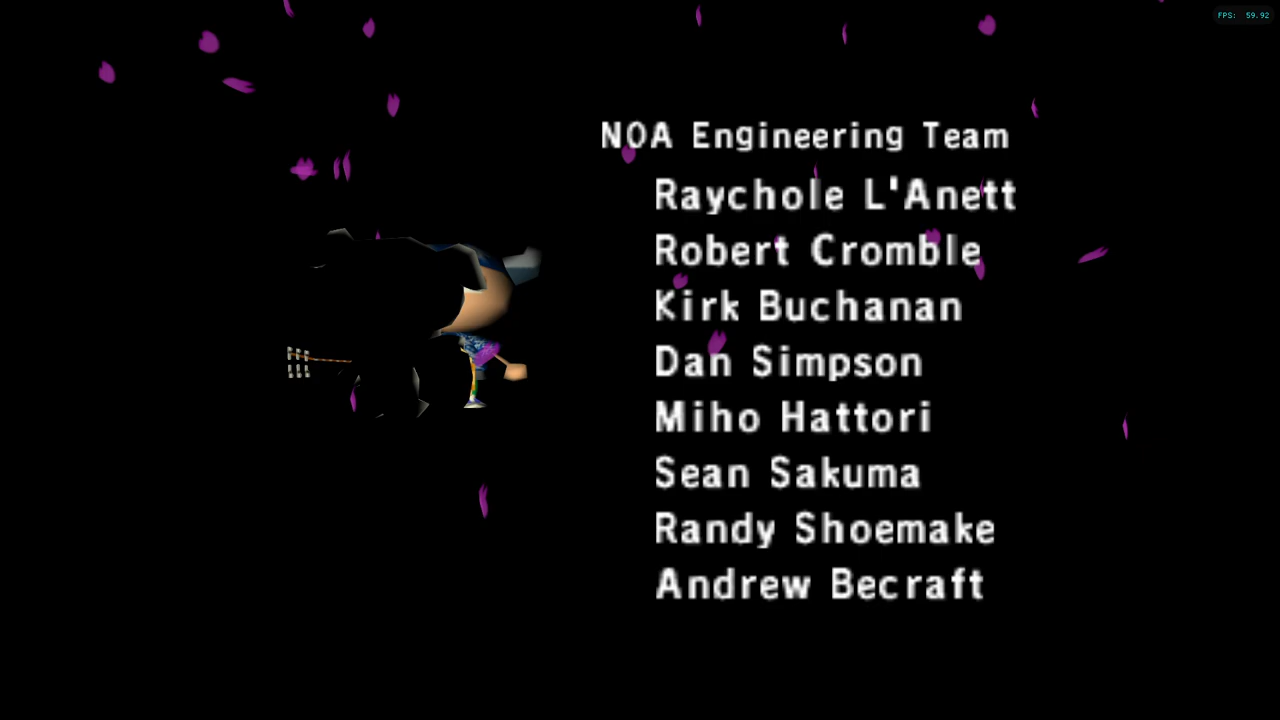 FPS: 59.92
NOA Engineering Team
Raychole L'Anett
Robert Cromble
Kirk Buchanan
Dan Simpson
Miho Hattori
Sean Sakuma
Randy Shoemake
Andrew Becraft